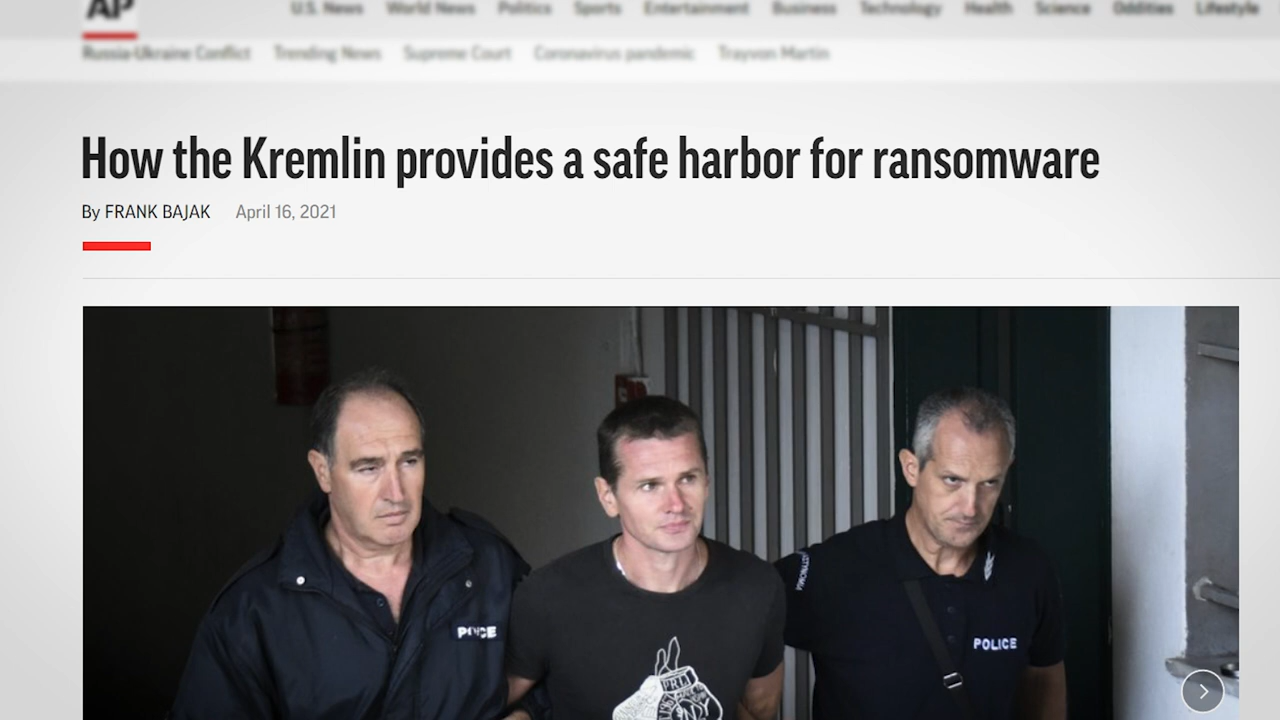 AP
U.S. News World News Politics Sports Entertainment Business Technology Health Science Oddities Lifestyle
Russia-Ukraine Conflict Trending News Supreme Court Coronavirus pandemic Trayvon Martin
How the Kremlin provides a safe harbor for ransomware
By FRANK BAJAK April 16, 2021
POLICE
POLICE